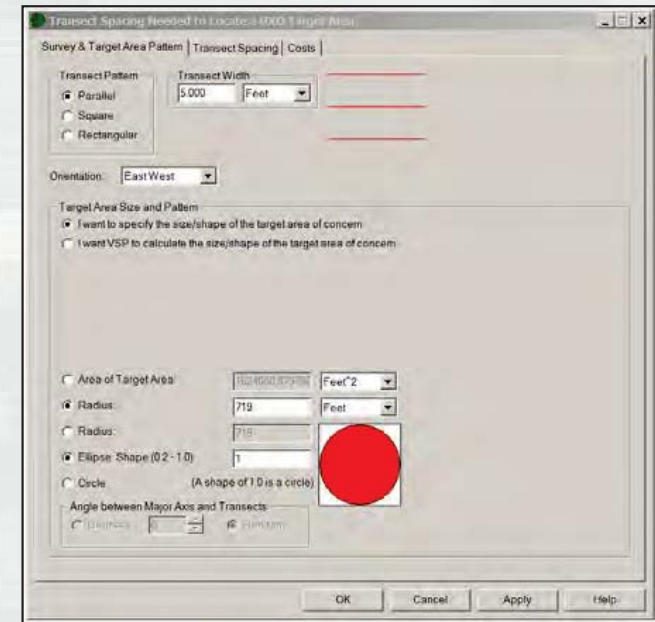 Transect Spacing Needed to Locate a UXO Target Area
Survey & Target Area Pattern Transect Spacing Costs
Transect Pattern
Parallel
Square
Rectangular
Transect Width
5.000 Feet
Orientation: EastWest
Target Area Size and Pattern
I want to specify the size/shape of the target area of concern
I want VSP to calculate the size/shape of the target area of concern
Area of Target Area: Feet^2
Radius: 719 Feet
Radius: 719
Ellipse: Shape (0.2 - 1.0) 1
Circle (A shape of 1.0 is a circle)
Angle between Major Axis and Transects
0 Random
OK Cancel Apply Help